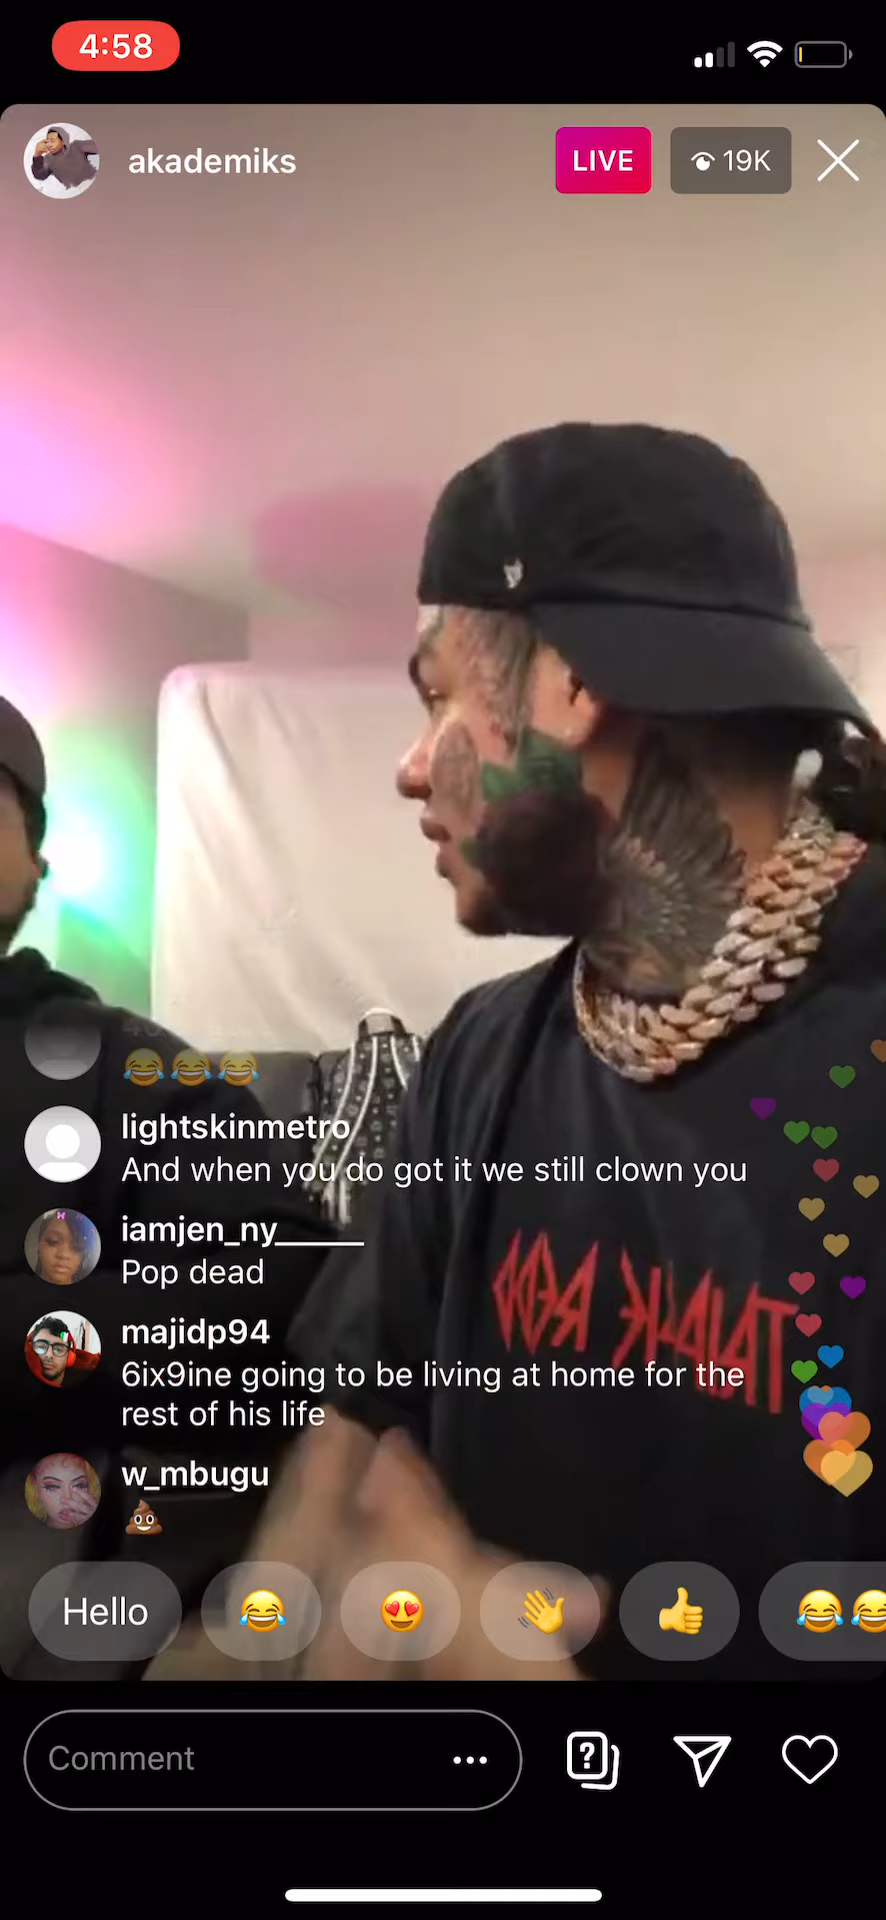 4:58
akademiks
LIVE
19K
😂😂😂
lightskinmetro
And when you do got it we still clown you
iamjen_ny_____
Pop dead
majidp94
6ix9ine going to be living at home for the
rest of his life
w_mbugu
💩
Hello
😂 😍 👋 👍 😂😂
Comment